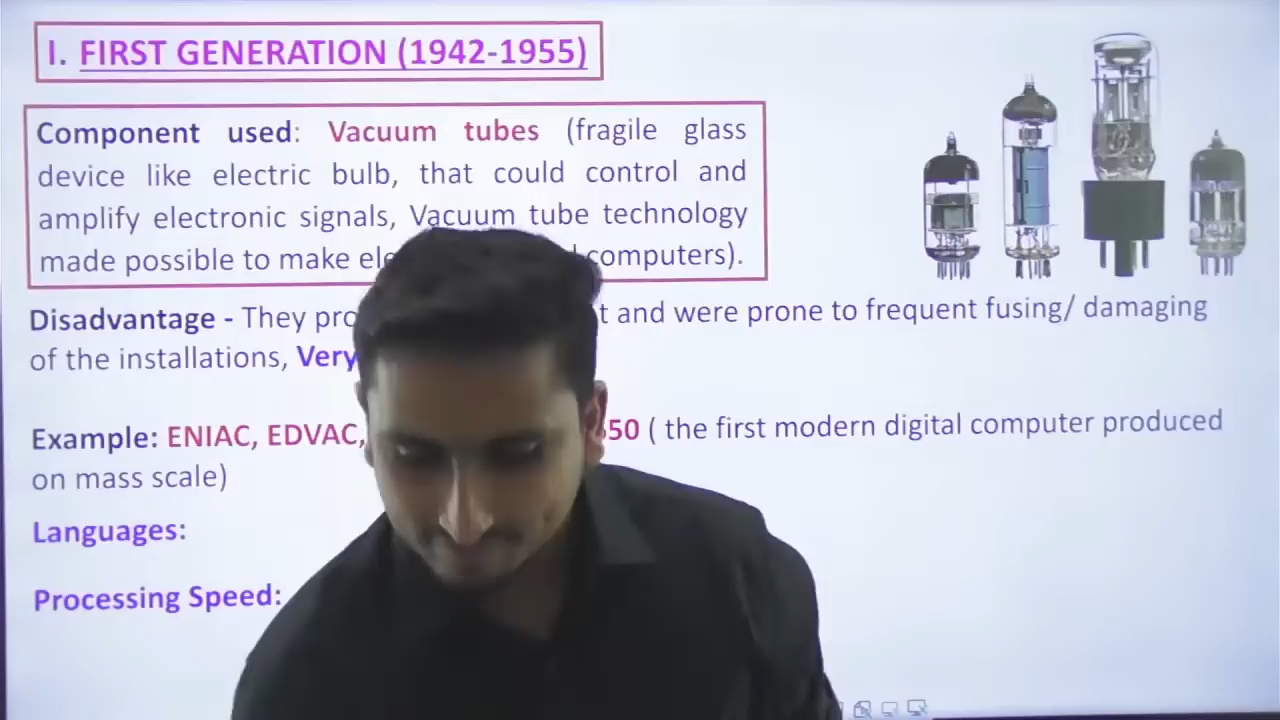 I. FIRST GENERATION (1942-1955)
Component used: Vacuum tubes (fragile glass
device like electric bulb, that could control and
amplify electronic signals, Vacuum tube technology
made possible to make computers).
Disadvantage - They and were prone to frequent fusing/ damaging
of the installations, Very
Example: ENIAC, EDVAC, 50 ( the first modern digital computer produced
on mass scale)
Languages:
Processing Speed: